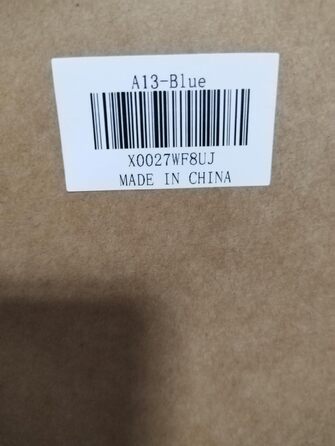 A13-Blue
X0027WF8UJ
MADE IN CHINA